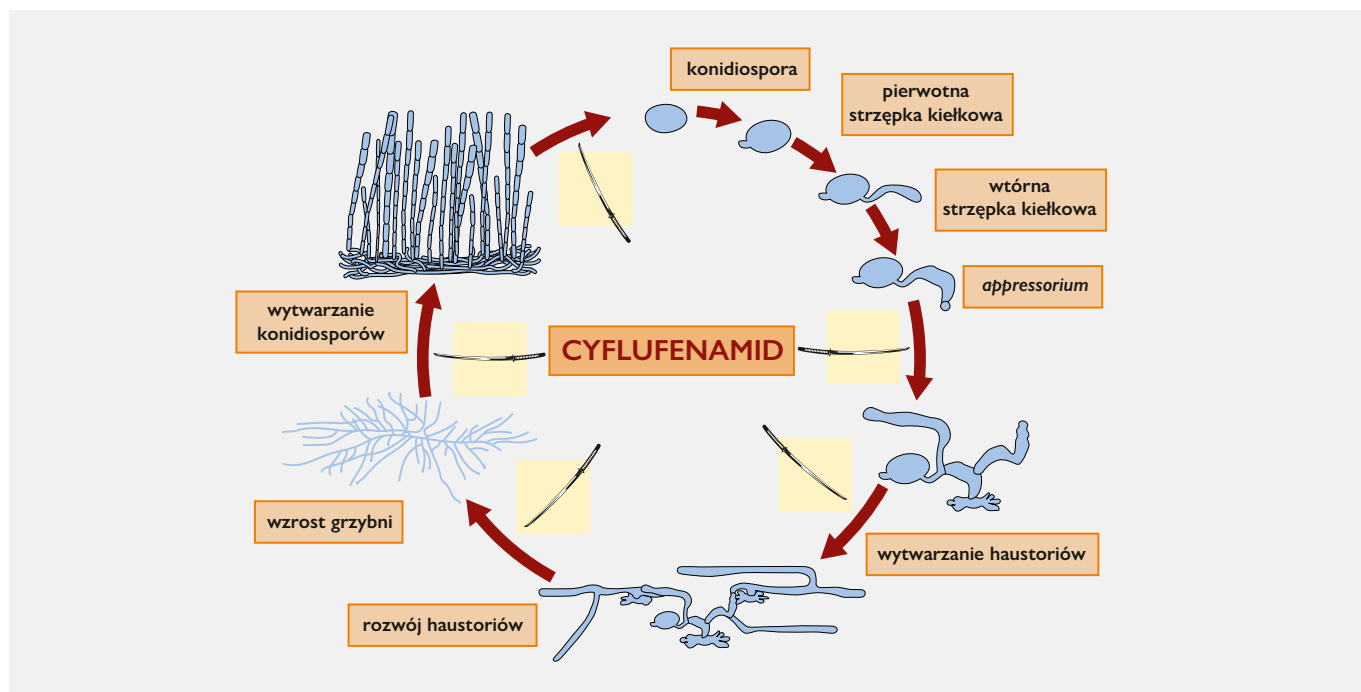 konidiospora
pierwotna
strzępka kiełkowa
wtórna
strzępka kiełkowa
appressorium
wytwarzanie
konidiosporów
CYFLUFENAMID
wzrost grzybni
wytwarzanie haustoriów
rozwój haustoriów